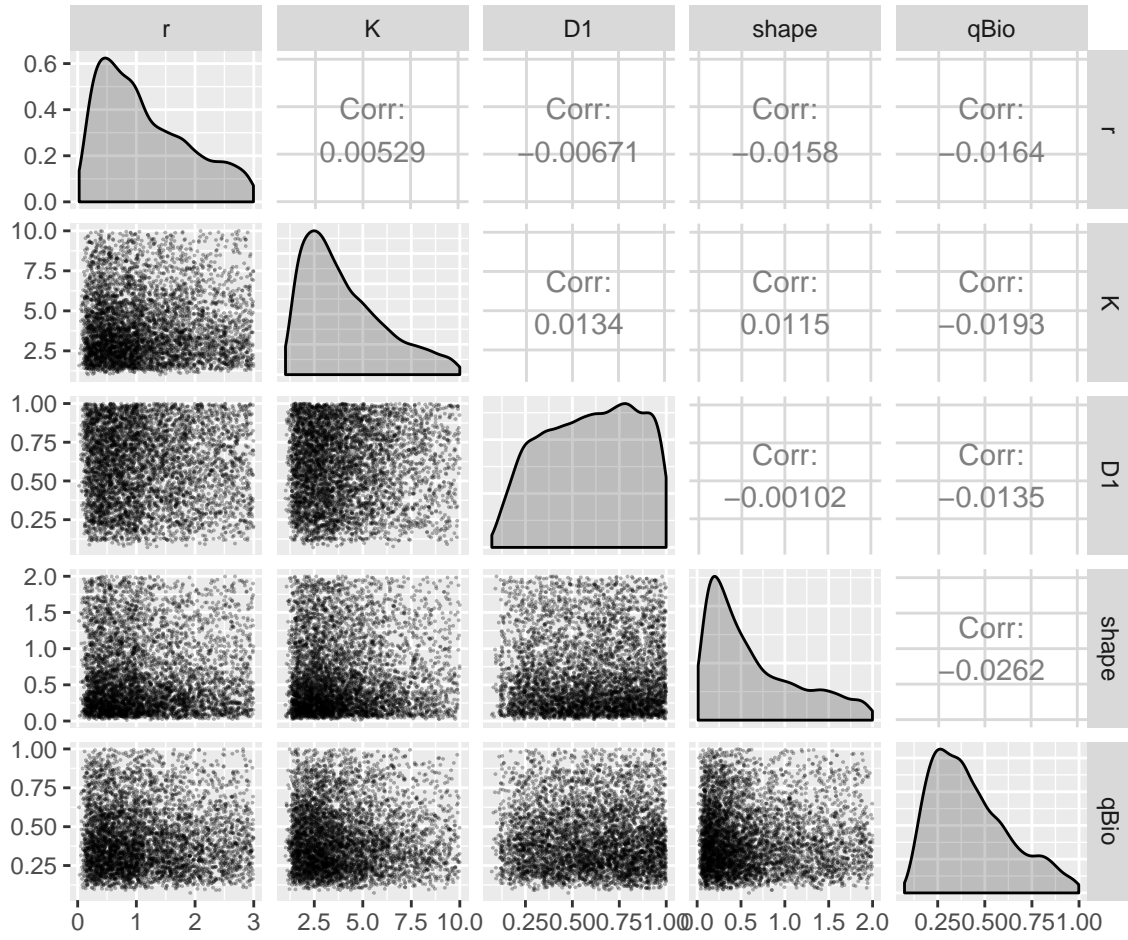 r K D1 shape qBio
0.6
0.4
0.2
0.0
Corr:
0.00529
Corr:
−0.00671
Corr:
−0.0158
Corr:
−0.0164
r
10.0
7.5
5.0
2.5
Corr:
0.0134
Corr:
0.0115
Corr:
−0.0193
K
1.00
0.75
0.50
0.25
Corr:
−0.00102
Corr:
−0.0135
D1
2.0
1.5
1.0
0.5
0.0
Corr:
−0.0262
shape
1.00
0.75
0.50
0.25
qBio
0 1 2 3 2.5 5.0 7.5 10.0 0.25 0.50 0.75 1.00 0.0 0.5 1.0 1.5 2.0 0.25 0.50 0.75 1.00